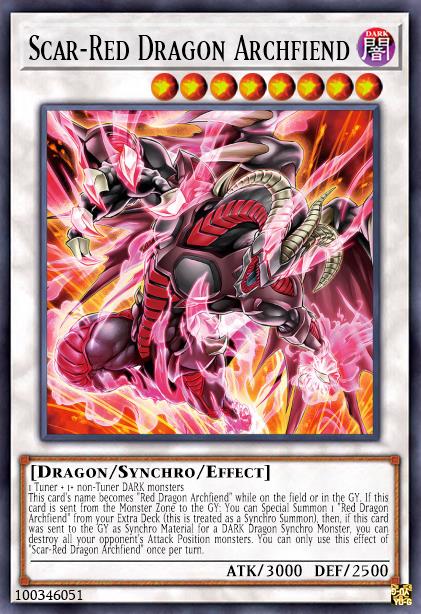 SCAR-RED DRAGON ARCHFIEND
DARK
闇
[DRAGON/SYNCHRO/EFFECT]
1 Tuner + 1+ non-Tuner DARK monsters
This card's name becomes "Red Dragon Archfiend" while on the field or in the GY. If this
card is sent from the Monster Zone to the GY: You can Special Summon 1 "Red Dragon
Archfiend" from your Extra Deck (this is treated as a Synchro Summon), then, if this card
was sent to the GY as Synchro Material for a DARK Dragon Synchro Monster, you can
destroy all your opponent's Attack Position monsters. You can only use this effect of
"Scar-Red Dragon Archfiend" once per turn.
ATK/3000 DEF/2500
100346051